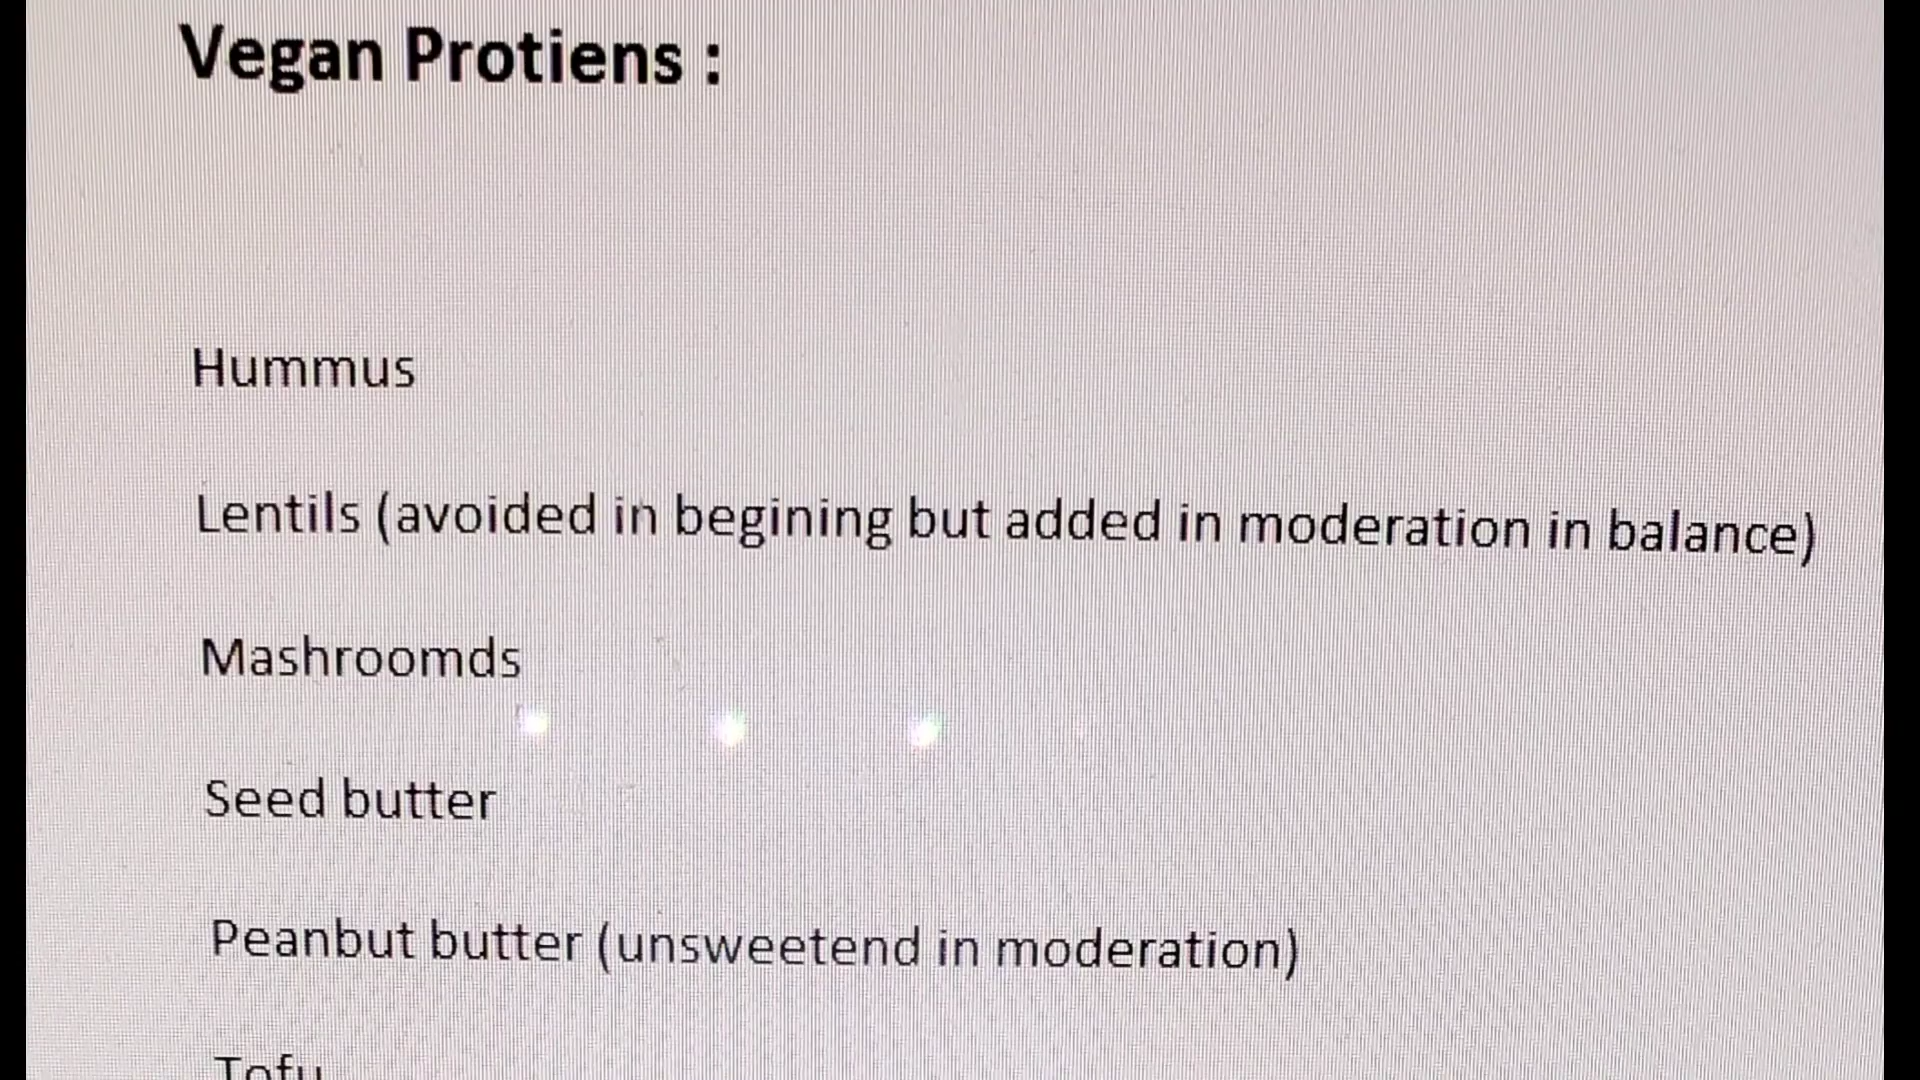 Vegan Protiens :
Hummus
Lentils (avoided in begining but added in moderation in balance)
Mashroomds
Seed butter
Peanbut butter (unsweetend in moderation)
Tofu